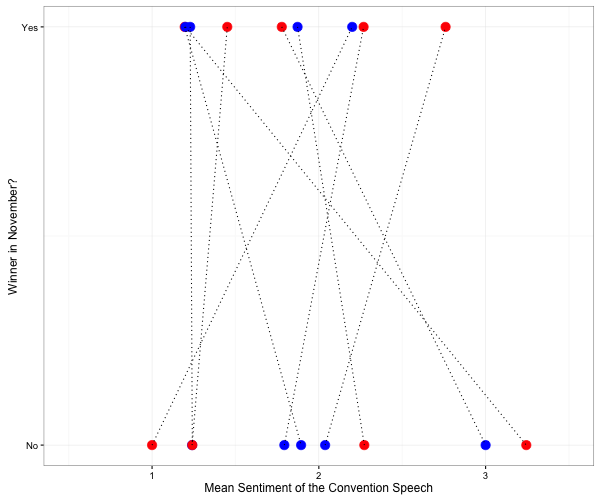 Yes
Winner in November?
No
1 2 3
Mean Sentiment of the Convention Speech